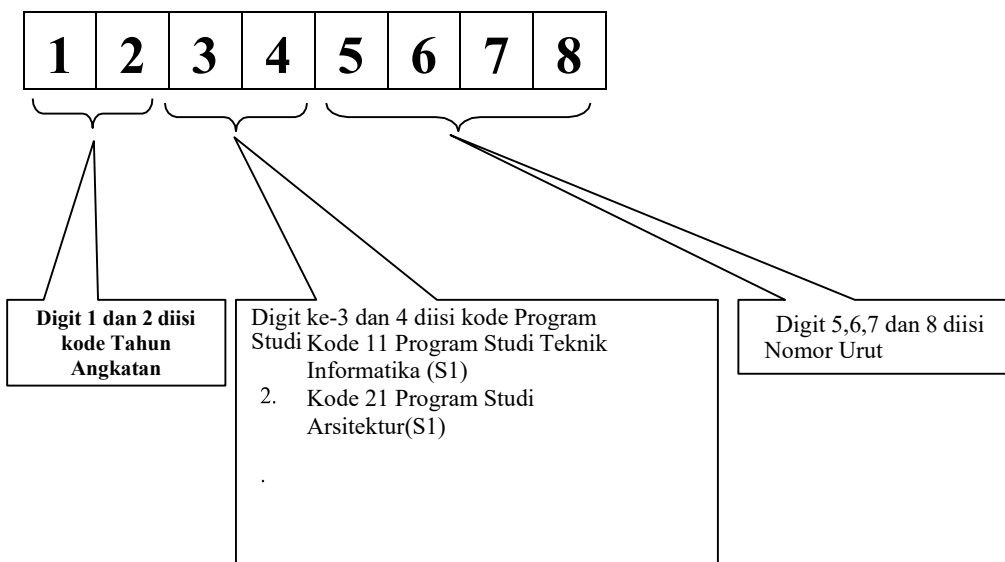 1 2 3 4 5 6 7 8
Digit 1 dan 2 diisi
kode Tahun
Angkatan
Digit ke-3 dan 4 diisi kode Program
Studi Kode 11 Program Studi Teknik
Informatika (S1)
2. Kode 21 Program Studi
Arsitektur(S1)
.
Digit 5,6,7 dan 8 diisi
Nomor Urut